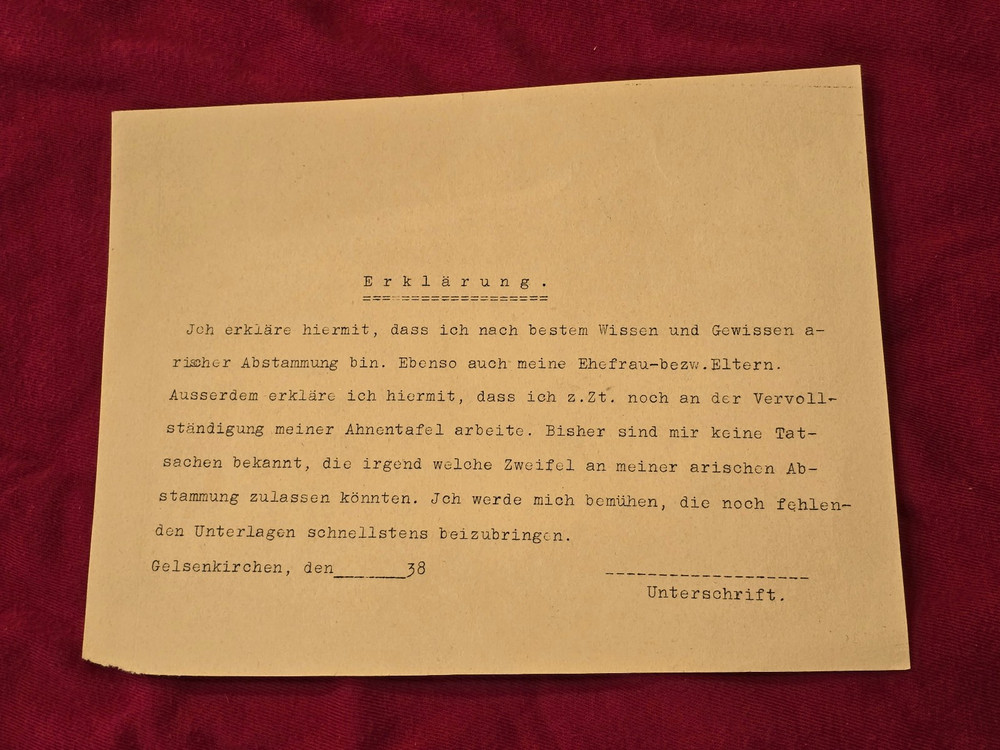 E r k l ä r u n g .
===================
Jch erkläre hiermit, dass ich nach bestem Wissen und Gewissen a-
rischer Abstammung bin. Ebenso auch meine Ehefrau-bezw.Eltern.
Ausserdem erkläre ich hiermit, dass ich z.Zt. noch an der Vervoll-
ständigung meiner Ahnentafel arbeite. Bisher sind mir keine Tat-
sachen bekannt, die irgend welche Zweifel an meiner arischen Ab-
stammung zulassen könnten. Jch werde mich bemühen, die noch fehlen-
den Unterlagen schnellstens beizubringen.
Gelsenkirchen, den______38 
Unterschrift.